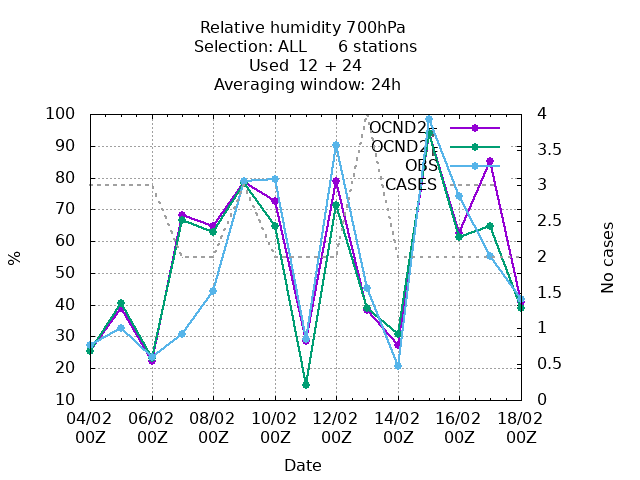 Relative humidity 700hPa
Selection: ALL 6 stations
Used 12 + 24
Averaging window: 24h
100
90
80
70
60
50
40
30
20
10
%
4
3.5
3
2.5
2
1.5
1
0.5
0
No cases
OCND2
OCND2
OBS
CASES
04/02 06/02 08/02 10/02 12/02 14/02 16/02 18/02
00Z 00Z 00Z 00Z 00Z 00Z 00Z 00Z
Date